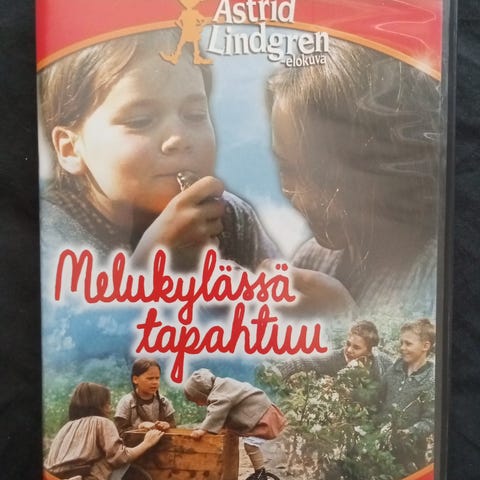 Astrid
Lindgren
-elokuva
Melukylässä
tapahtuu